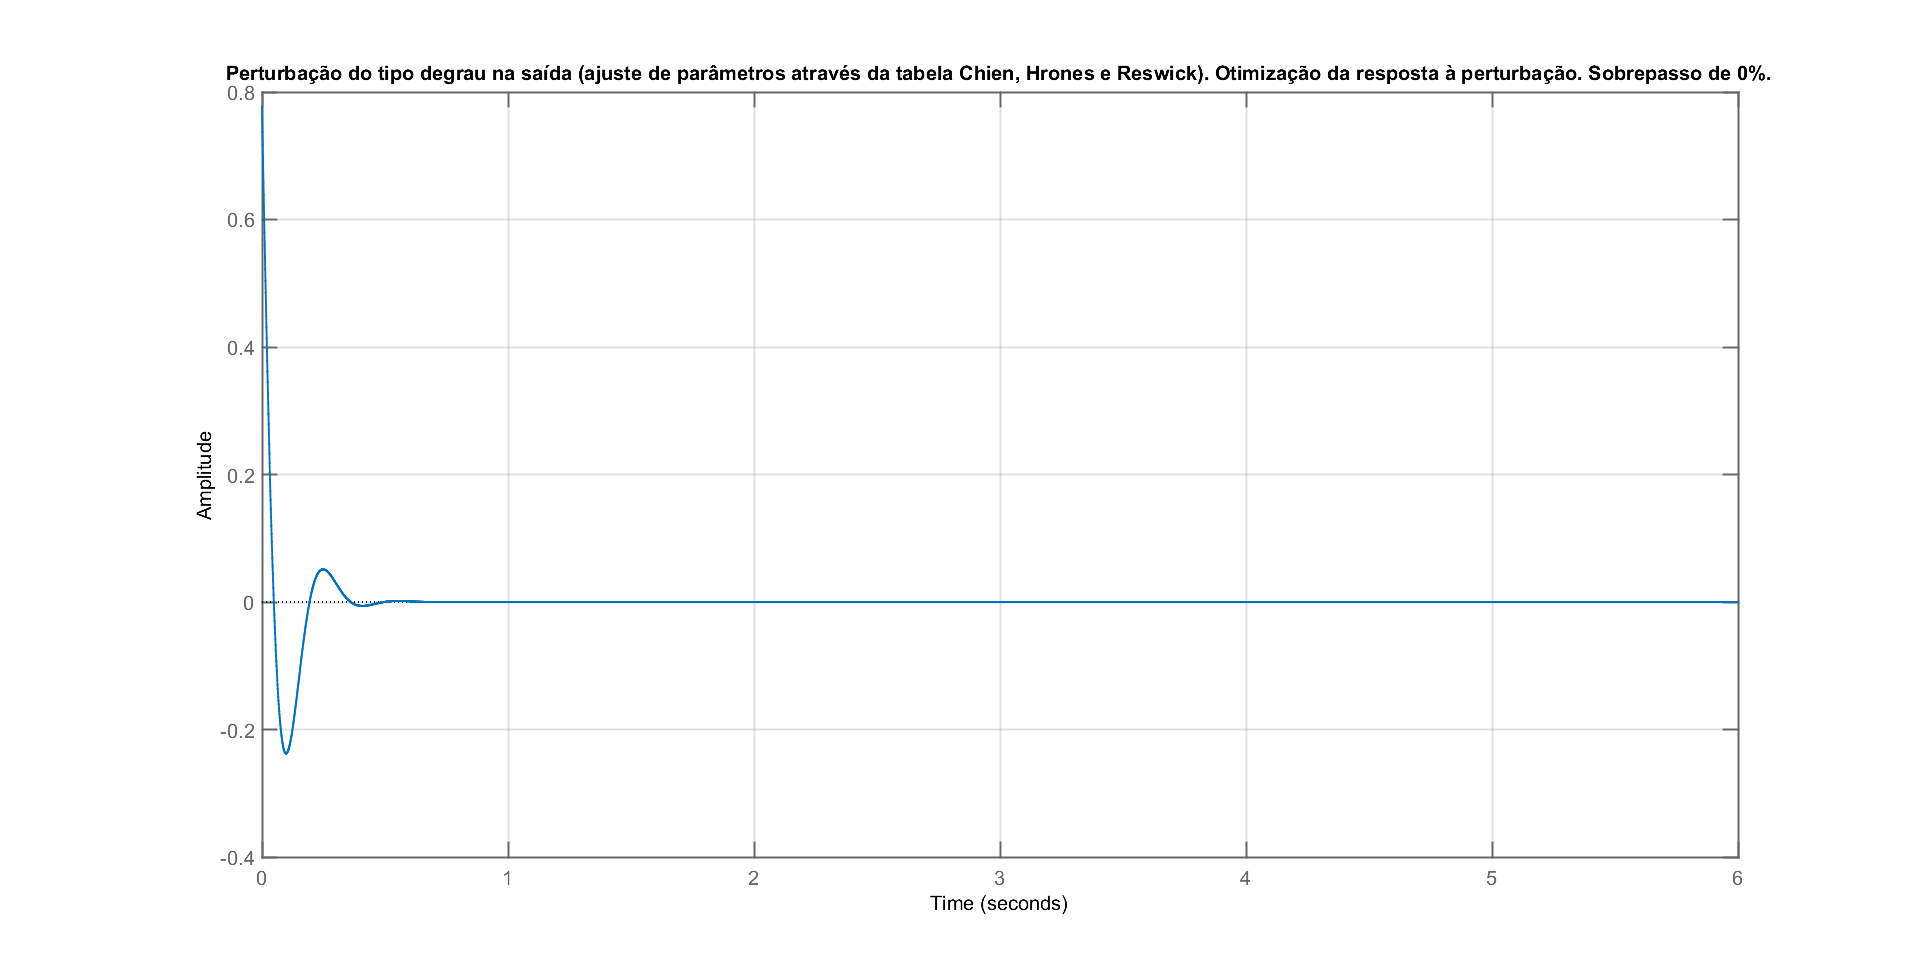 Perturbação do tipo degrau na saída (ajuste de parâmetros através da tabela Chien, Hrones e Reswick). Otimização da resposta à perturbação. Sobrepasso de 0%.
0.8
0.6
0.4
0.2
0
-0.2
-0.4
Amplitude
0 1 2 3 4 5 6
Time (seconds)